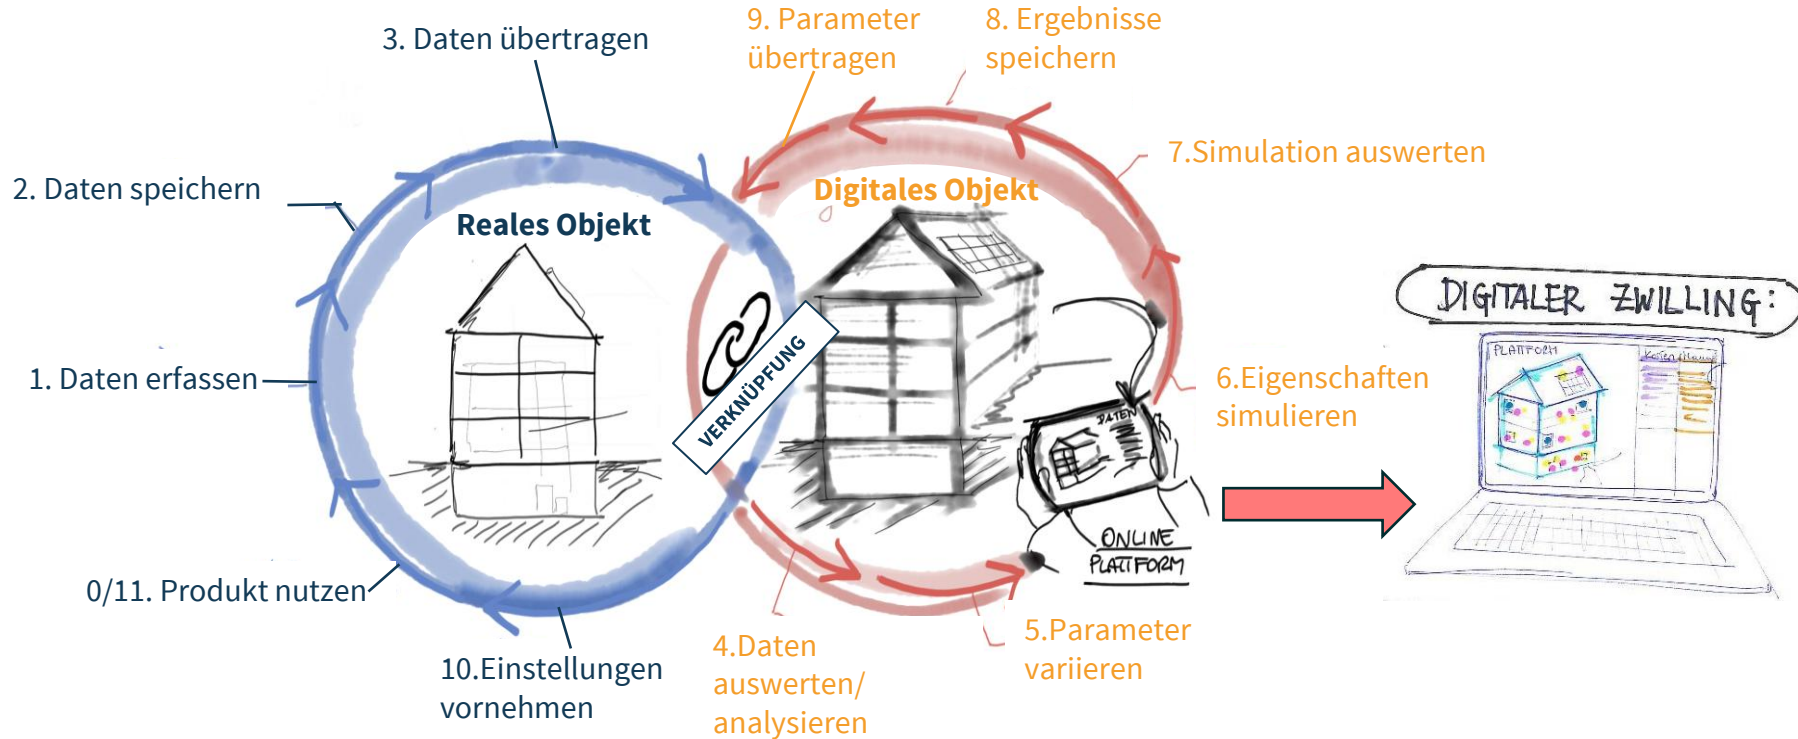 9. Parameter
übertragen
8. Ergebnisse
speichern
3. Daten übertragen
7.Simulation auswerten
2. Daten speichern
Reales Objekt
Digitales Objekt
DIGITALER ZWILLING:
PLATTFORM
VERKNÜPFUNG
1. Daten erfassen
6.Eigenschaften
simulieren
DATEN
ONLINE
PLATTFORM
0/11. Produkt nutzen
10.Einstellungen
vornehmen
4.Daten
auswerten/
analysieren
5.Parameter
variieren